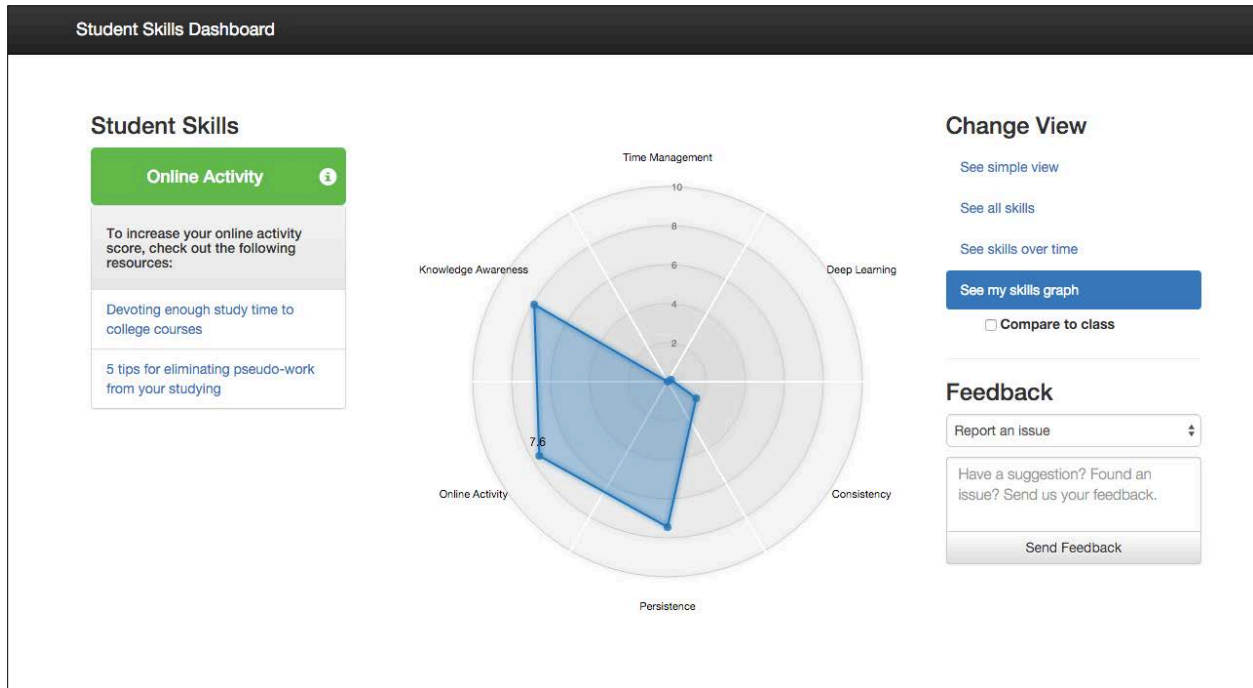 Student Skills Dashboard
Student Skills
Online Activity
To increase your online activity
score, check out the following
resources:
Devoting enough study time to
college courses
5 tips for eliminating pseudo-work
from your studying
Time Management
10
8
6
4
2
Knowledge Awareness
Deep Learning
7.6
Online Activity
Consistency
Persistence
Change View
See simple view
See all skills
See skills over time
See my skills graph
Compare to class
Feedback
Report an issue
Have a suggestion? Found an
issue? Send us your feedback.
Send Feedback